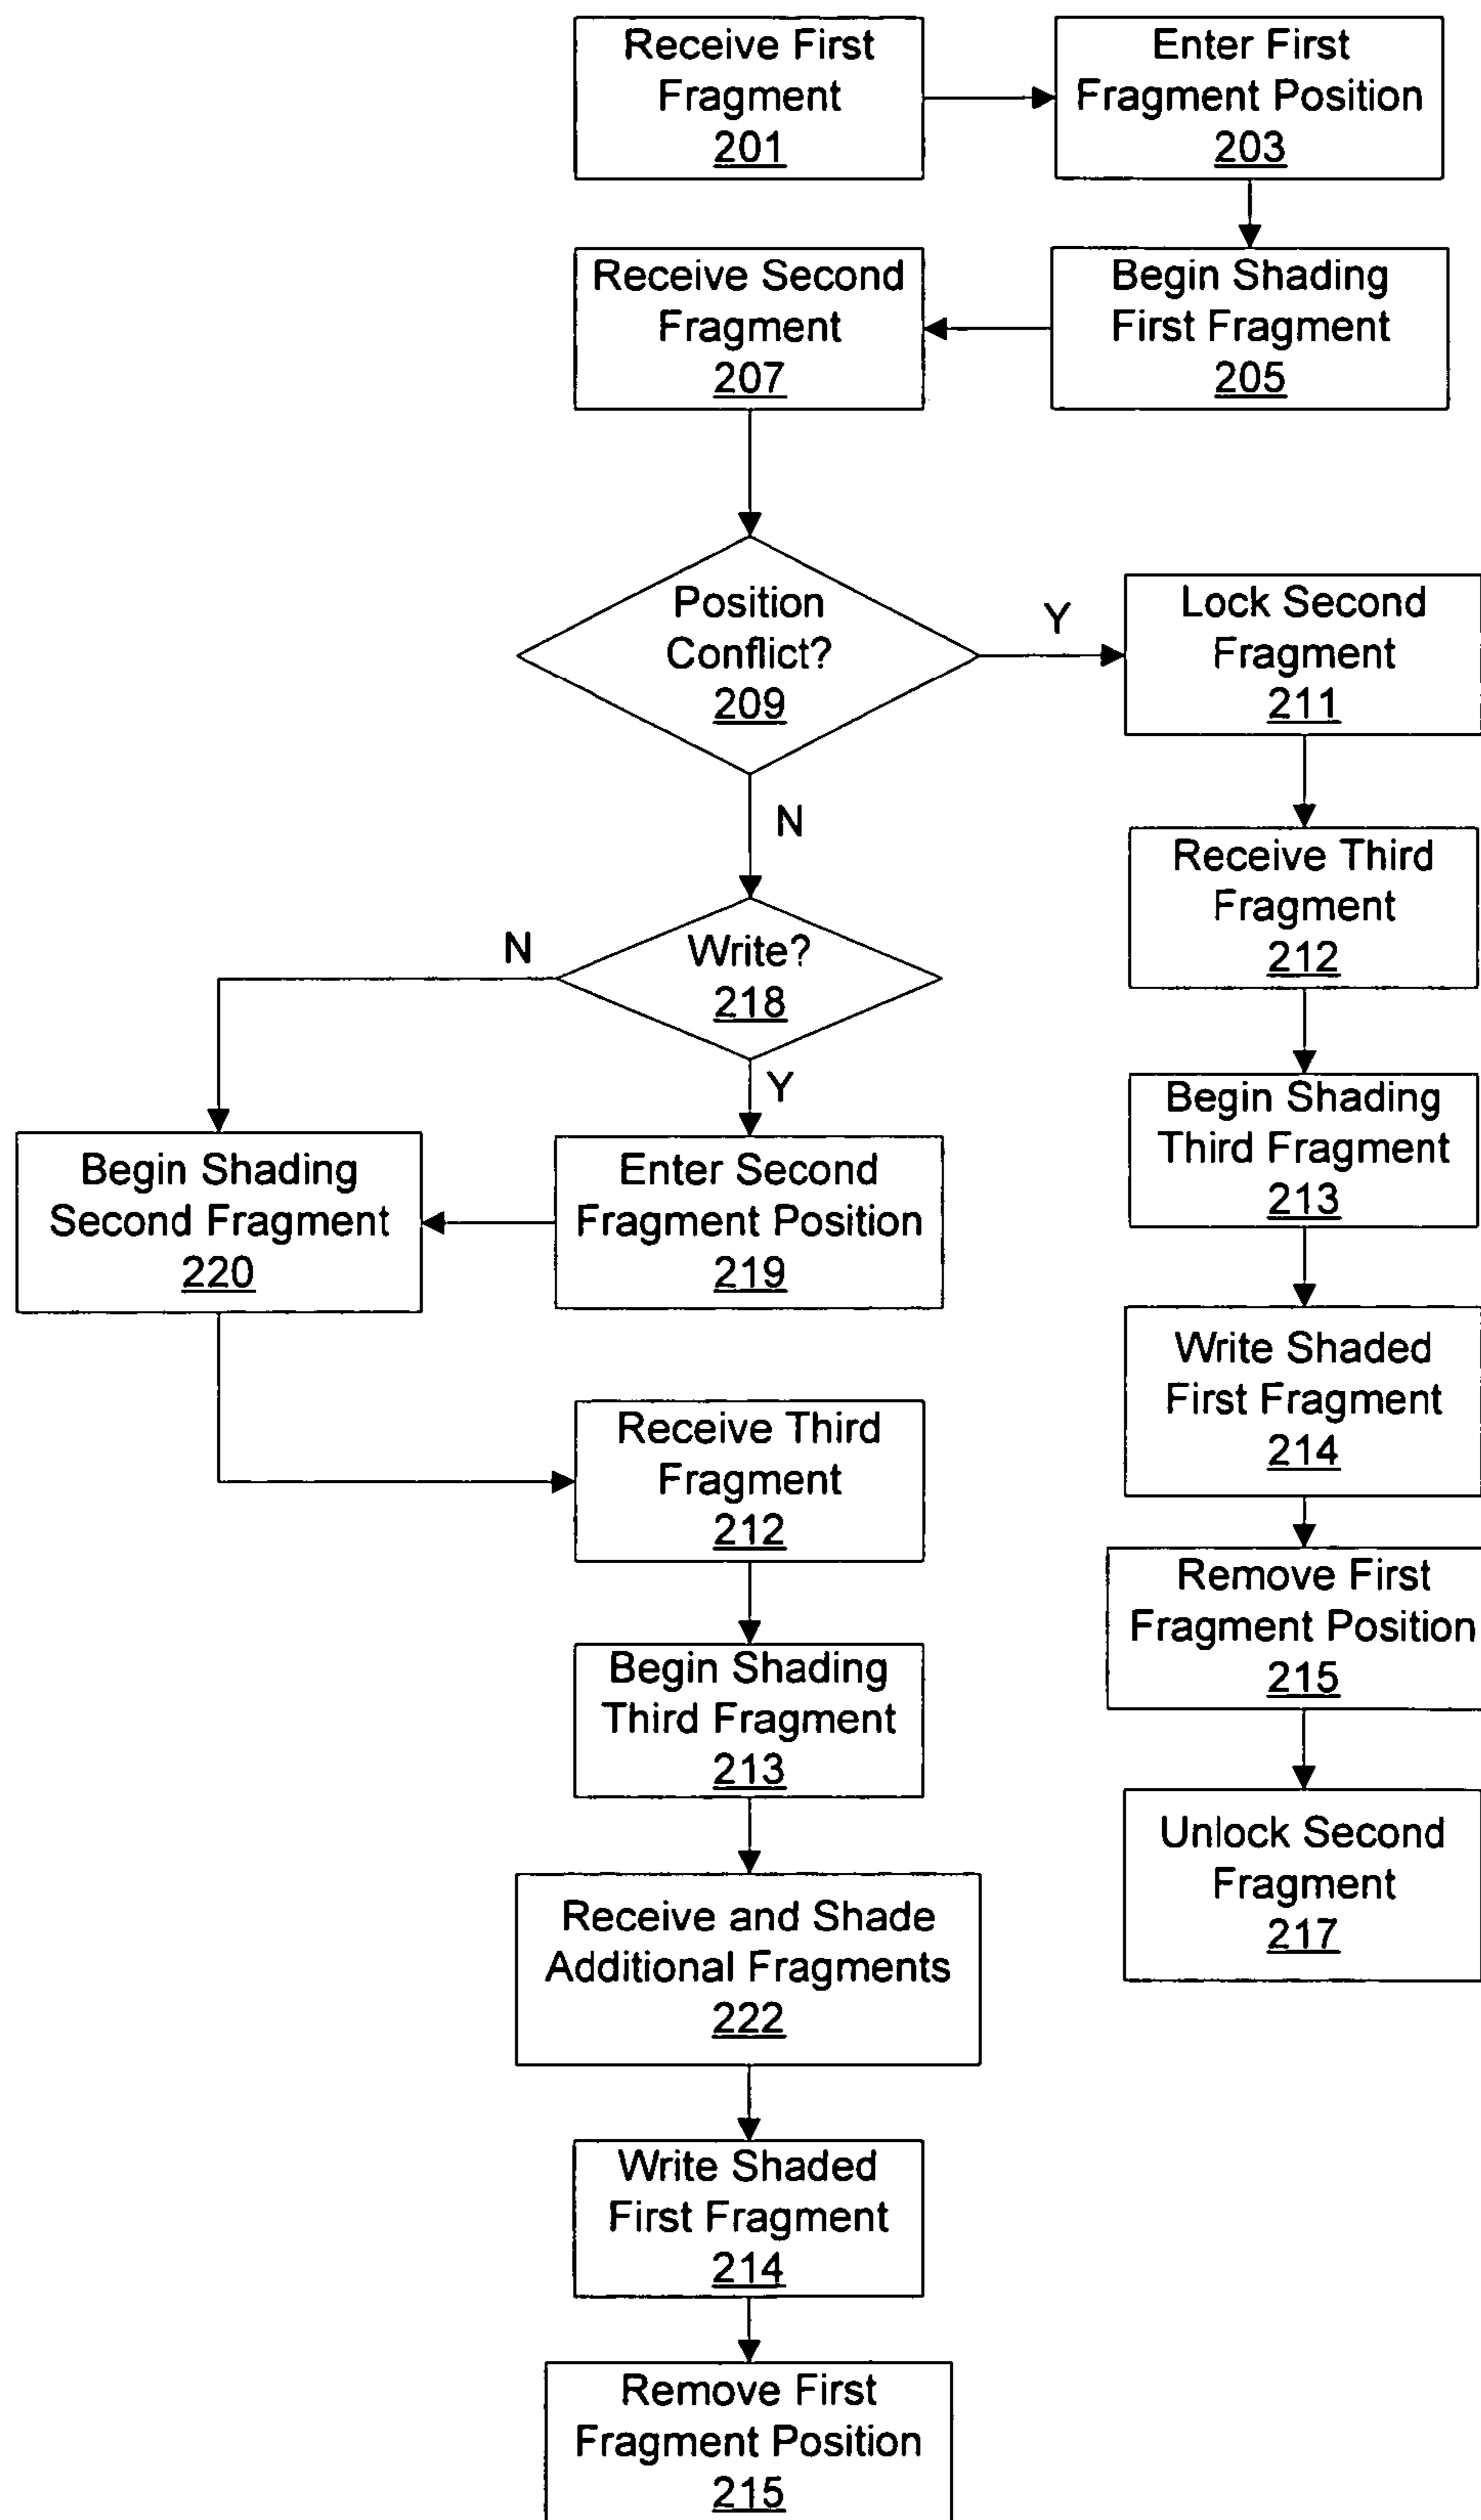 Receive First
Fragment
201
Enter First
Fragment Position
203
Receive Second
Fragment
207
Begin Shading
First Fragment
205
Position
Conflict?
209
Y
Lock Second
Fragment
211
N
Receive Third
Fragment
212
N
Write?
218
Y
Begin Shading
Third Fragment
213
Begin Shading
Second Fragment
220
Enter Second
Fragment Position
219
Write Shaded
First Fragment
214
Receive Third
Fragment
212
Remove First
Fragment Position
215
Begin Shading
Third Fragment
213
Unlock Second
Fragment
217
Receive and Shade
Additional Fragments
222
Write Shaded
First Fragment
214
Remove First
Fragment Position
215